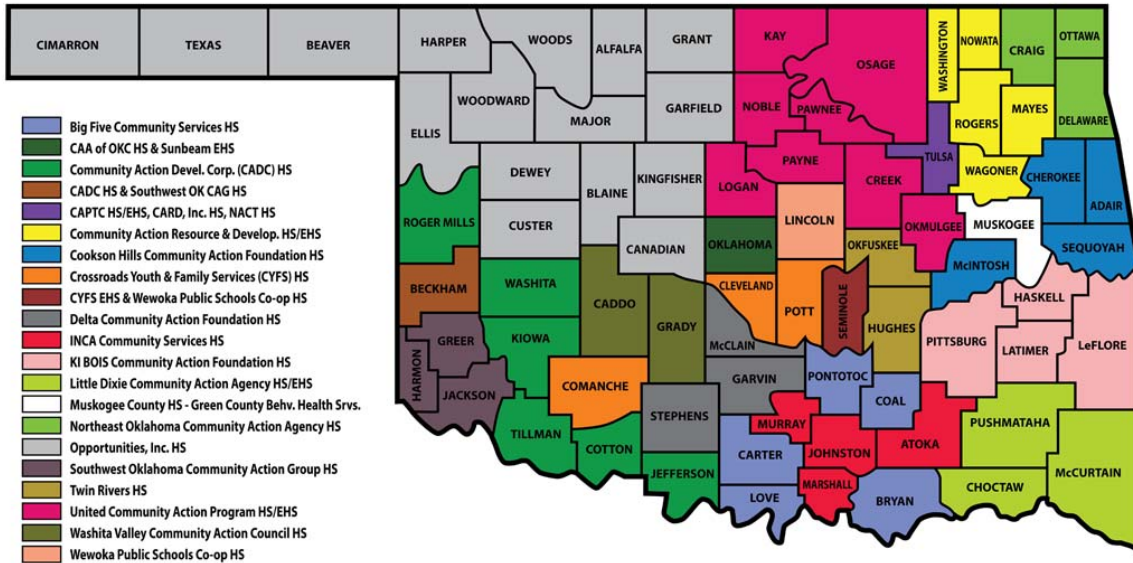 CIMARRON
TEXAS
BEAVER
HARPER
WOODS
ALFALFA
GRANT
KAY
OSAGE
WASHINGTON
NOWATA
CRAIG
OTTAWA
WOODWARD
ELLIS
MAJOR
GARFIELD
NOBLE
PAWNEE
ROGERS
MAYES
DELAWARE
DEWEY
BLAINE
KINGFISHER
LOGAN
PAYNE
CREEK
TULSA
WAGONER
CHEROKEE
ADAIR
ROGER MILLS
CUSTER
CANADIAN
OKLAHOMA
LINCOLN
OKFUSKEE
OKMULGEE
MUSKOGEE
SEQUOYAH
BECKHAM
WASHITA
CADDO
GRADY
CLEVELAND
POTT
SEMINOLE
HUGHES
McINTOSH
HASKELL
HARMON
GREER
KIOWA
McCLAIN
PITTSBURG
LATIMER
LeFLORE
JACKSON
COMANCHE
GARVIN
PONTOTOC
COAL
TILLMAN
COTTON
STEPHENS
MURRAY
JOHNSTON
ATOKA
PUSHMATAHA
JEFFERSON
CARTER
LOVE
MARSHALL
BRYAN
CHOCTAW
McCURTAIN
Big Five Community Services HS
CAA of OKC HS & Sunbeam EHS
Community Action Devel. Corp. (CADC) HS
CADC HS & Southwest OK CAG HS
CAPTC HS/EHS, CARD, Inc. HS, NACT HS
Community Action Resource & Develop. HS/EHS
Cookson Hills Community Action Foundation HS
Crossroads Youth & Family Services (CYFS) HS
CYFS EHS & Wewoka Public Schools Co-op HS
Delta Community Action Foundation HS
INCA Community Services HS
KI BOIS Community Action Foundation HS
Little Dixie Community Action Agency HS/EHS
Muskogee County HS - Green County Behv. Health Srvs.
Northeast Oklahoma Community Action Agency HS
Opportunities, Inc. HS
Southwest Oklahoma Community Action Group HS
Twin Rivers HS
United Community Action Program HS/EHS
Washita Valley Community Action Council HS
Wewoka Public Schools Co-op HS